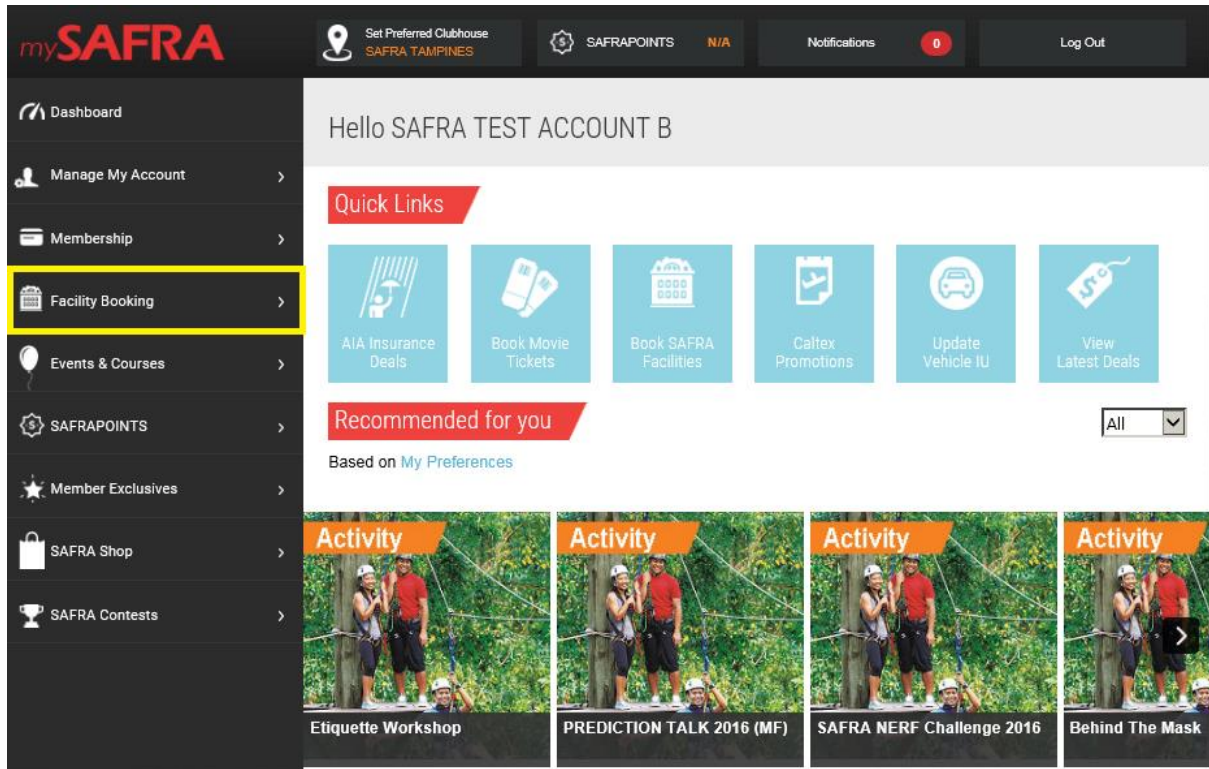 mySAFRA
Set Preferred Clubhouse
SAFRA TAMPINES
SAFRAPOINTS N/A
Notifications 0
Log Out
Dashboard
Manage My Account
Membership
Facility Booking
Events & Courses
SAFRAPOINTS
Member Exclusives
SAFRA Shop
SAFRA Contests
Hello SAFRA TEST ACCOUNT B
Quick Links
AIA Insurance
Deals
Book Movie
Tickets
Book SAFRA
Facilities
Caltex
Promotions
Update
Vehicle IU
View
Latest Deals
Recommended for you
All
Based on My Preferences
Activity
Etiquette Workshop
Activity
PREDICTION TALK 2016 (MF)
Activity
SAFRA NERF Challenge 2016
Activity
Behind The Mask